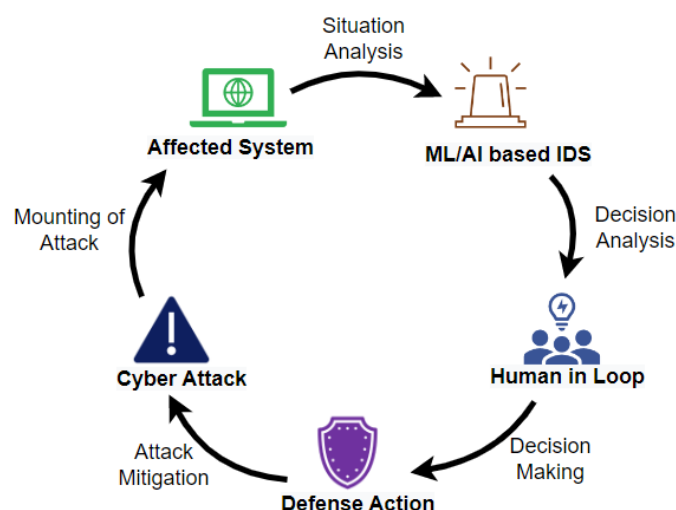 Situation
Analysis
Affected System
ML/AI based IDS
Mounting of
Attack
Decision
Analysis
Cyber Attack
Human in Loop
Attack
Mitigation
Decision
Making
Defense Action